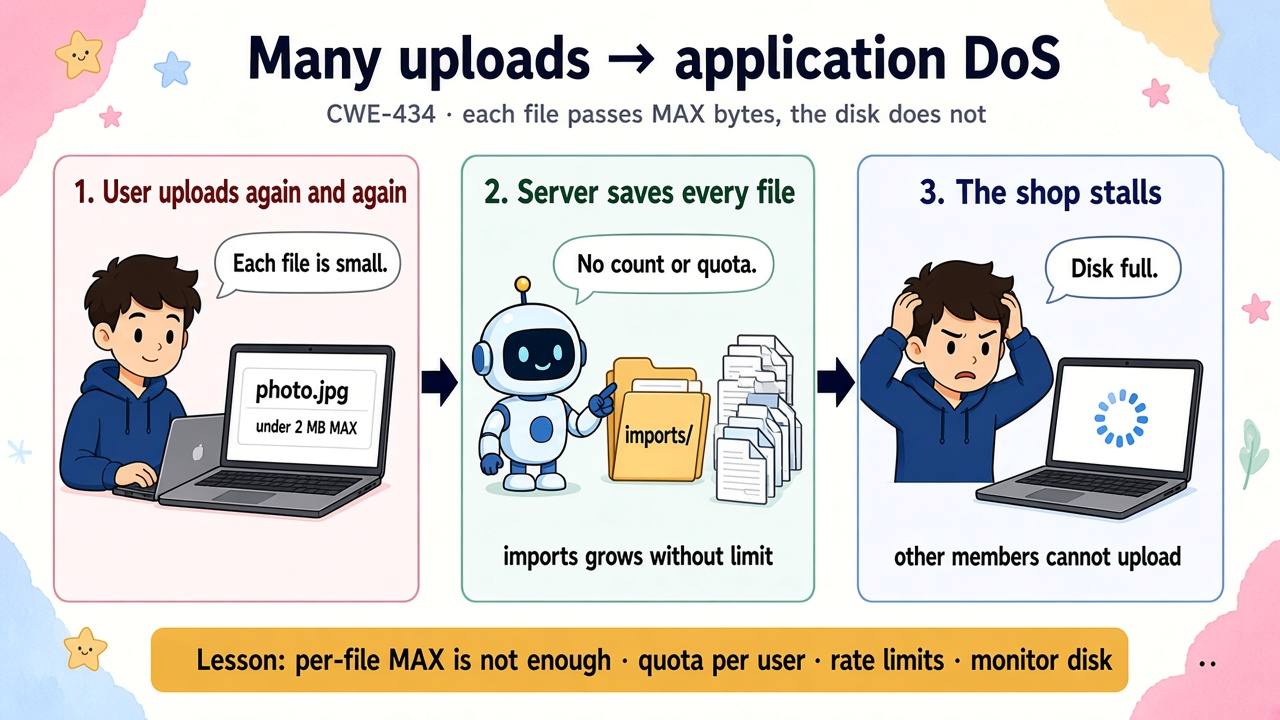 Many uploads → application DoS
CWE-434 · each file passes MAX bytes, the disk does not
1. User uploads again and again
Each file is small.
photo.jpg
under 2 MB MAX
2. Server saves every file
No count or quota.
imports/
imports grows without limit
3. The shop stalls
Disk full.
other members cannot upload
Lesson: per-file MAX is not enough · quota per user · rate limits · monitor disk